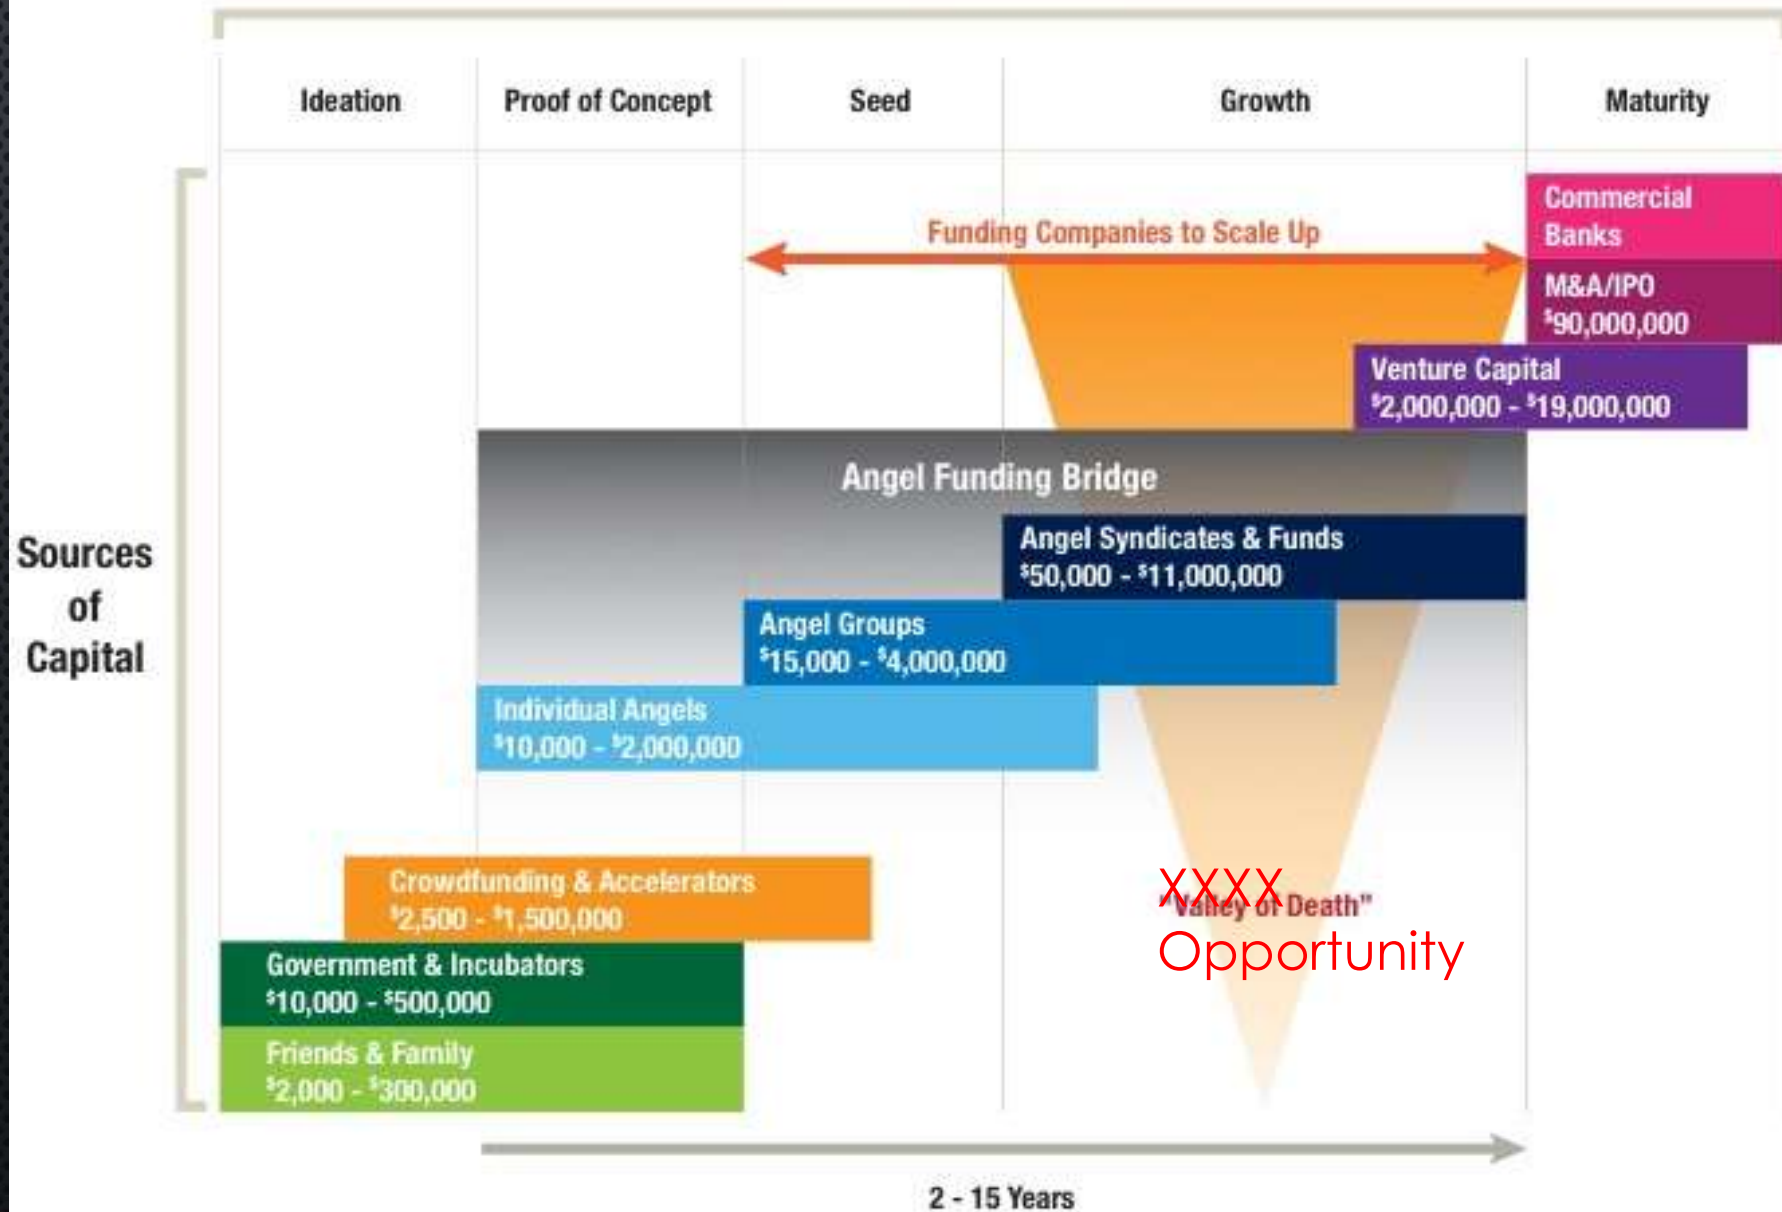 Ideation
Proof of Concept
Seed
Growth
Maturity
Funding Companies to Scale Up
Commercial
Banks
M&A/IPO
$90,000,000
Venture Capital
$2,000,000 - $19,000,000
Angel Funding Bridge
Angel Syndicates & Funds
$50,000 - $11,000,000
Sources
of
Capital
Angel Groups
$15,000 - $4,000,000
Individual Angels
$10,000 - $2,000,000
Crowdfunding & Accelerators
$2,500 - $1,500,000
XXXX
"Valley of Death"
Opportunity
Government & Incubators
$10,000 - $500,000
Friends & Family
$2,000 - $300,000
2 - 15 Years